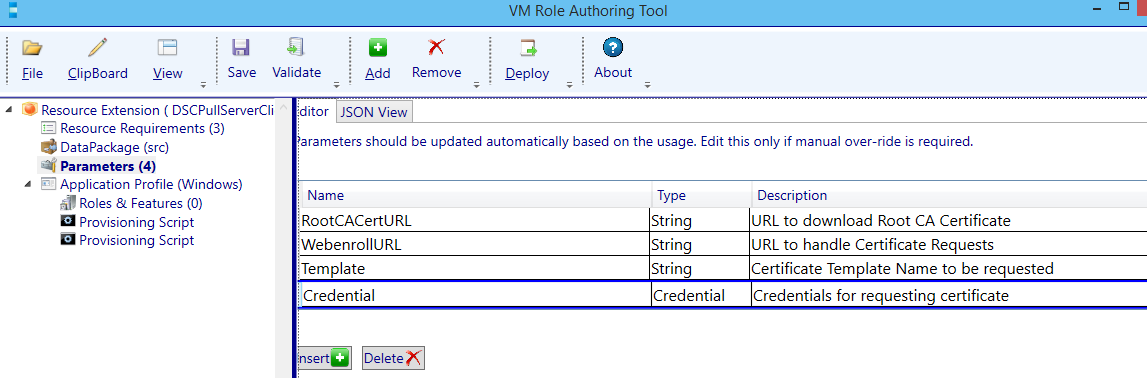 VM Role Authoring Tool
File ClipBoard View Save Validate Add Remove Deploy About
Resource Extension ( DSCPullServerCli
Resource Requirements (3)
DataPackage (src)
Parameters (4)
Application Profile (Windows)
Roles & Features (0)
Provisioning Script
Provisioning Script
ditor JSON View
Parameters should be updated automatically based on the usage. Edit this only if manual over-ride is required.
Name Type Description
RootCACertURL String URL to download Root CA Certificate
WebenrollURL String URL to handle Certificate Requests
Template String Certificate Template Name to be requested
Credential Credential Credentials for requesting certificate
nsert Delete